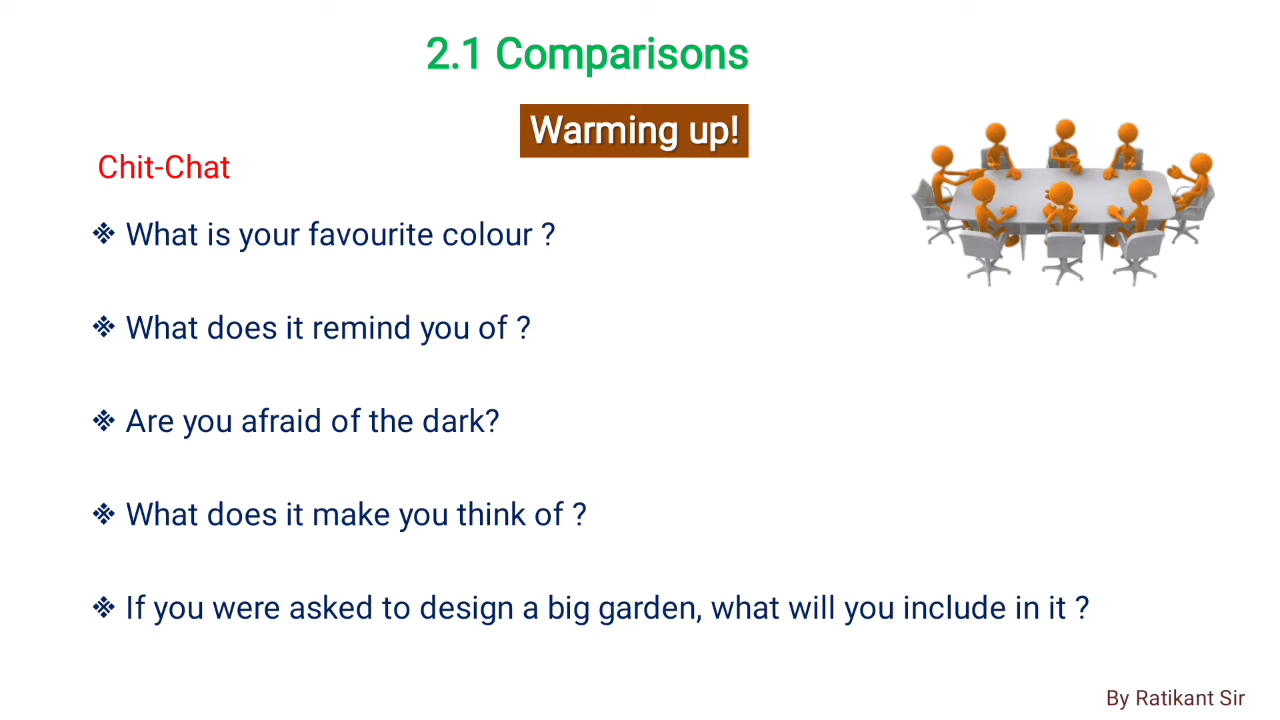 2.1 Comparisons
Warming up!
Chit-Chat
❖ What is your favourite colour ?
❖ What does it remind you of ?
❖ Are you afraid of the dark?
❖ What does it make you think of ?
❖ If you were asked to design a big garden, what will you include in it ?
By Ratikant Sir